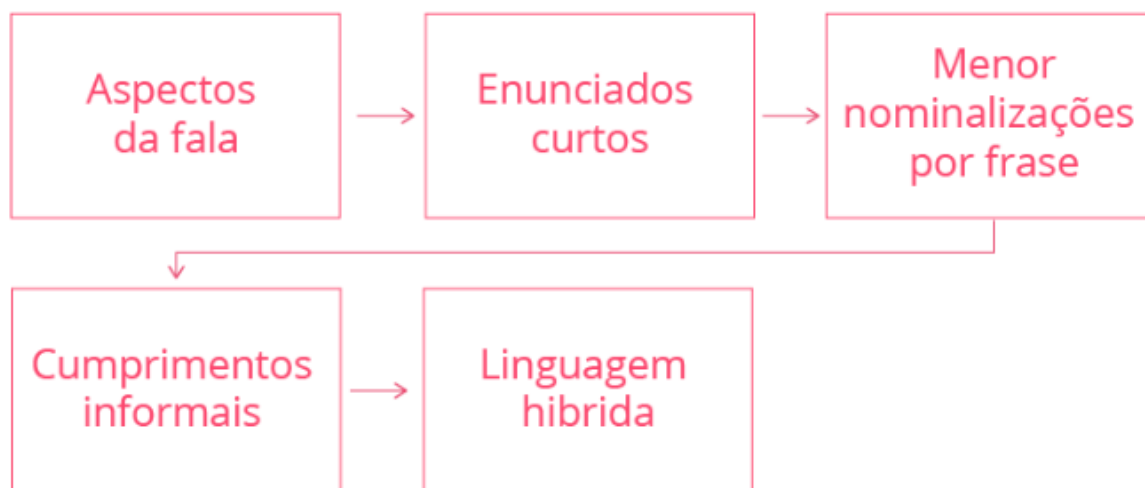 Aspectos
da fala
Enunciados
curtos
Menor
nominalizações
por frase
Cumprimentos
informais
Linguagem
hibrida